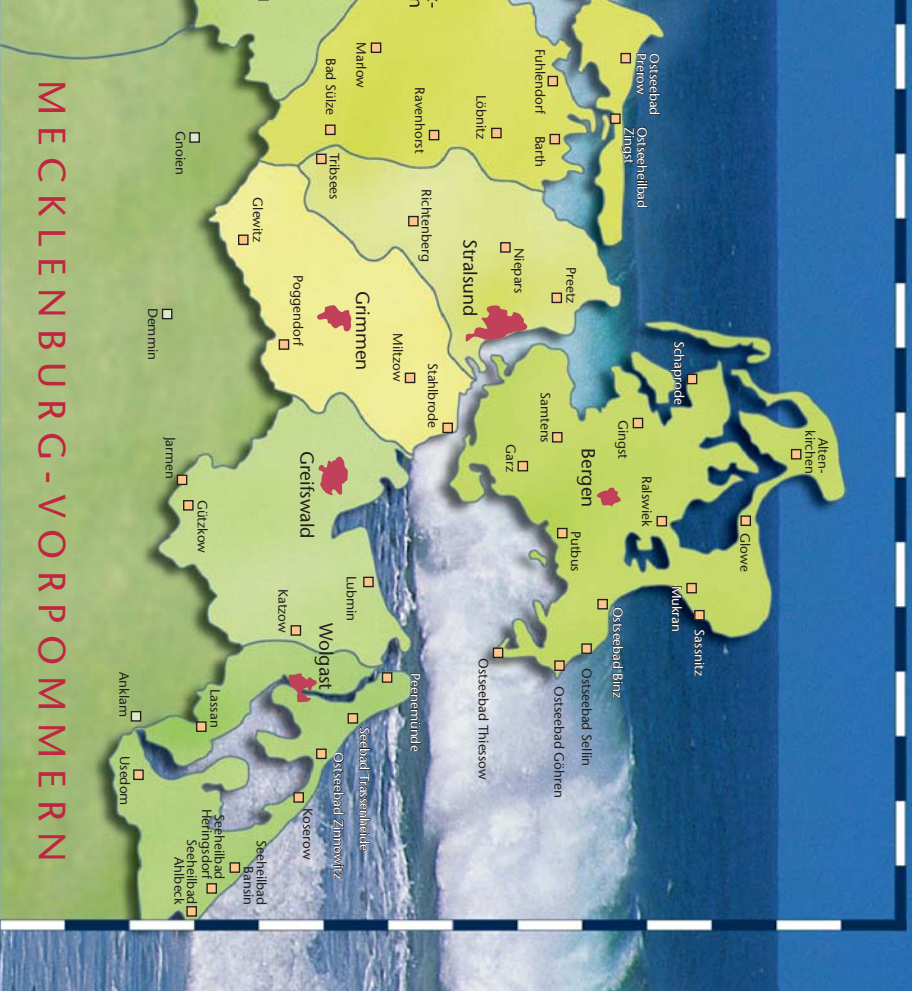 Alten-
kirchen
Glowe
Schaprode
Sassnitz
Mukran
Ostseebad
Prerow
Ostseeheilbad
Zingst
Ralswiek
Gingst
Ostseebad Binz
Bergen
Ostseebad Sellin
Preetz
Putbus
Ostseebad Göhren
Fuhlendorf
Barth
Samtens
Niepars
Garz
Ostseebad Thiessow
Löbnitz
Stralsund
Richtenberg
Ravenhorst
Stahlbrode
Miltzow
Peenemünde
Marlow
Grimmen
Lubmin
Seebad Trassenheide
Bad Sülze
Tribsees
Ostseebad Zinnowitz
Wolgast
Greifswald
Poggendorf
Katzow
Koserow
Glewitz
Seeheilbad
Bansin
Seeheilbad
Heringsdorf
Seeheilbad
Ahlbeck
Lassan
Gützkow
Gnoien
Jarmen
Demmin
Anklam
Usedom
MECKLENBURG-VORPOMMERN